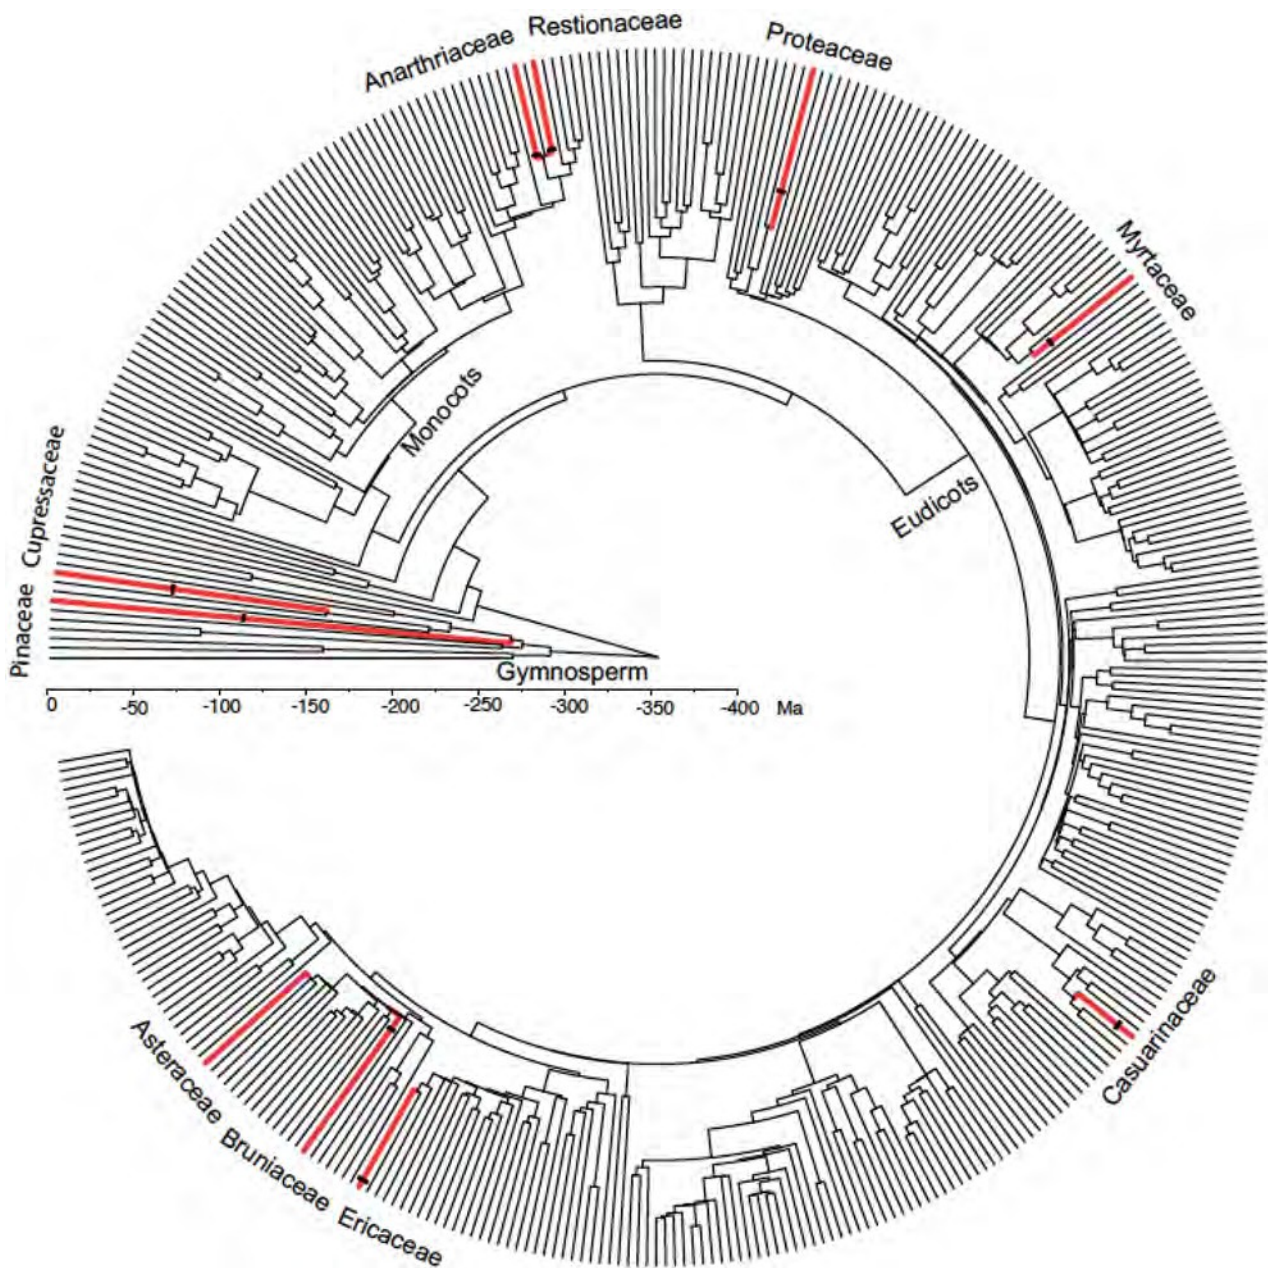 Restionaceae
Anarthriaceae
Proteaceae
Myrtaceae
Monocots
Cupressaceae
Eudicots
Pinaceae
Gymnosperm
0 -50 -100 -150 -200 -250 -300 -350 -400 Ma
Casuarinaceae
Asteraceae
Bruniaceae
Ericaceae